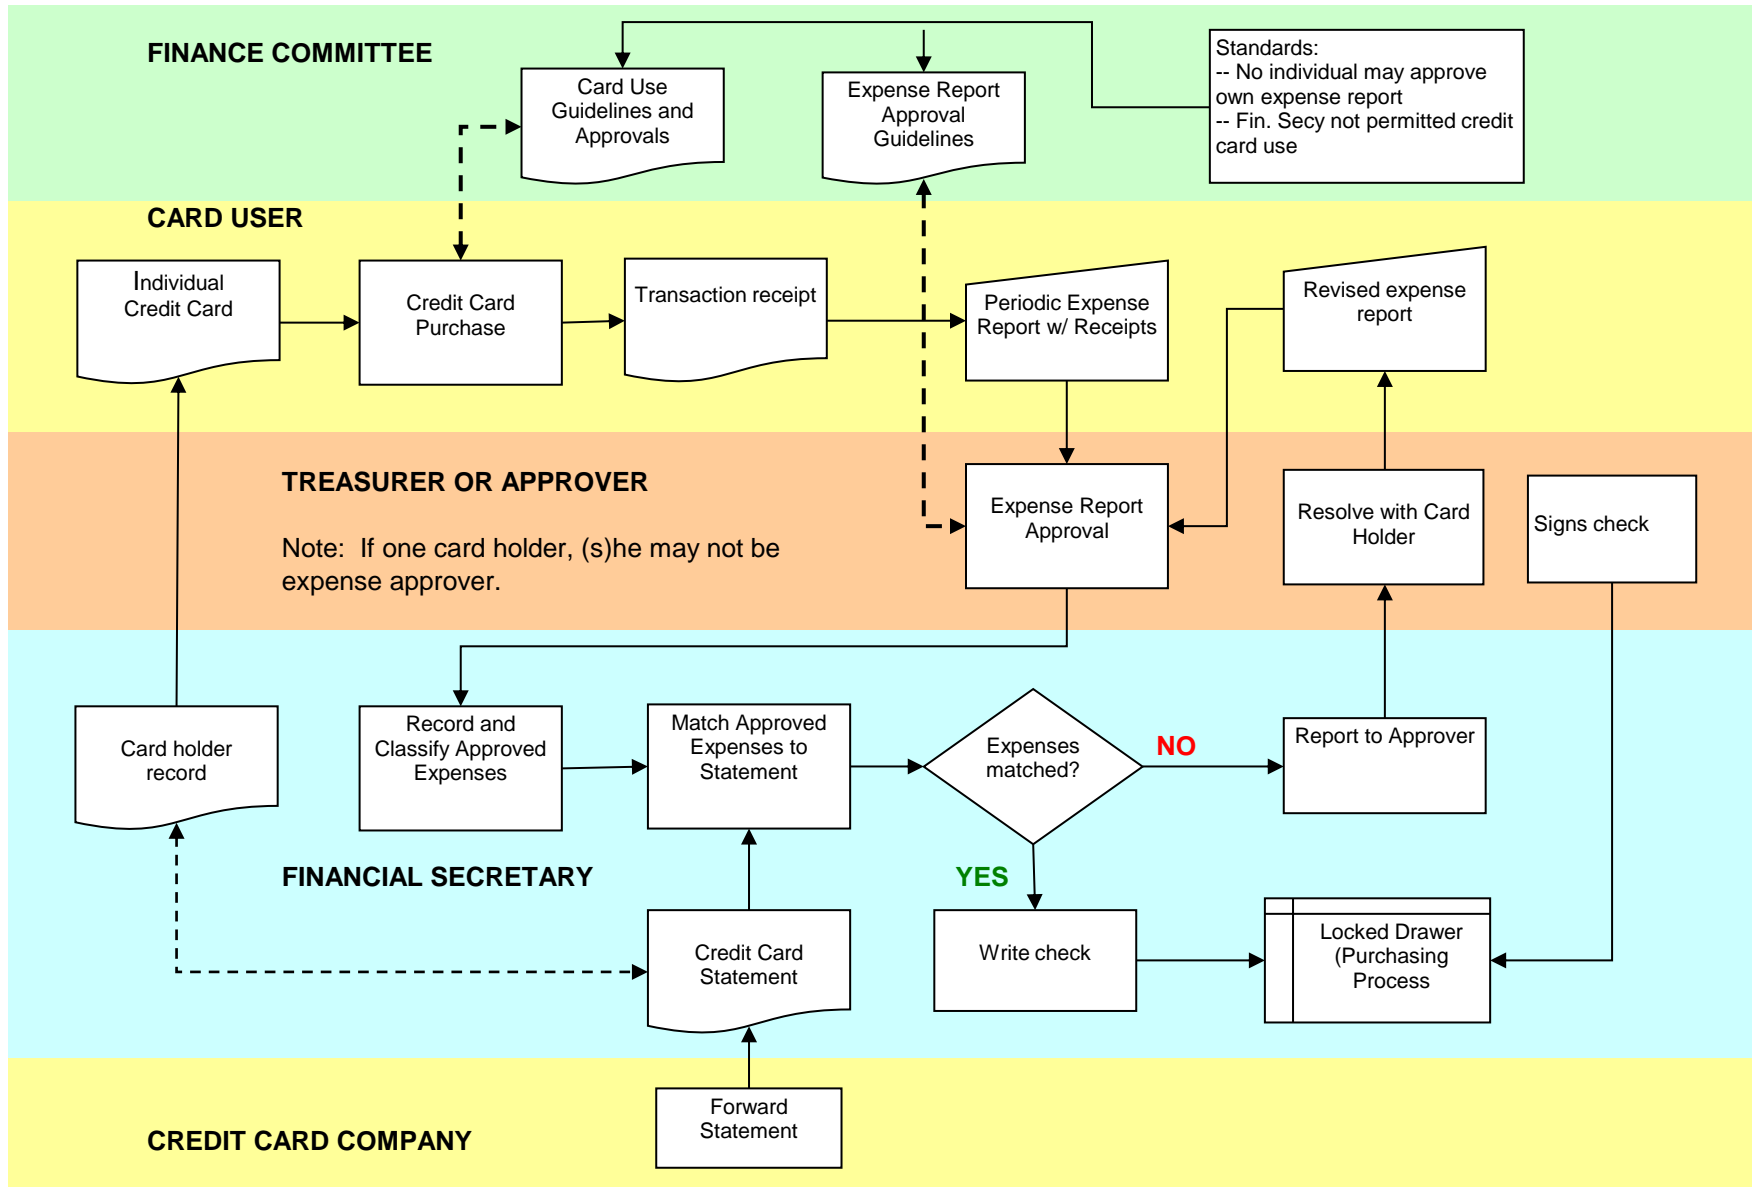 FINANCE COMMITTEE
Card Use
Guidelines and
Approvals
Expense Report
Approval
Guidelines
Standards:
-- No individual may approve
own expense report
-- Fin. Secy not permitted credit
card use
CARD USER
Individual
Credit Card
Credit Card
Purchase
Transaction receipt
Periodic Expense
Report w/ Receipts
Revised expense
report
TREASURER OR APPROVER
Note:  If one card holder, (s)he may not be
expense approver.
Expense Report
Approval
Resolve with Card
Holder
Signs check
Card holder
record
Record and
Classify Approved
Expenses
Match Approved
Expenses to
Statement
Expenses
matched?
NO
Report to Approver
FINANCIAL SECRETARY
YES
Credit Card
Statement
Write check
Locked Drawer
(Purchasing
Process
Forward
Statement
CREDIT CARD COMPANY